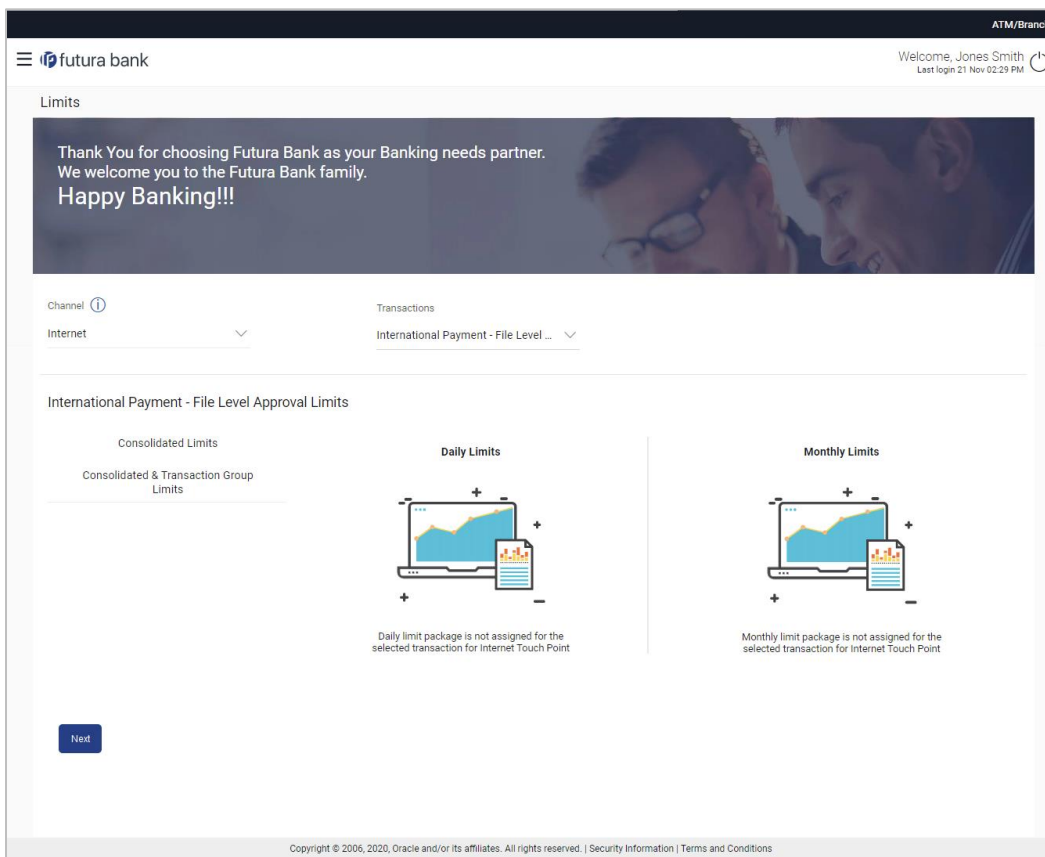 ATM/Branc
futura bank
Welcome, Jones Smith
Last login 21 Nov 02:29 PM
Limits
Thank You for choosing Futura Bank as your Banking needs partner.
We welcome you to the Futura Bank family.
Happy Banking!!!
Channel
Transactions
Internet
International Payment - File Level ...
International Payment - File Level Approval Limits
Consolidated Limits
Consolidated & Transaction Group
Limits
Daily Limits
Monthly Limits
Daily limit package is not assigned for the
selected transaction for Internet Touch Point
Monthly limit package is not assigned for the
selected transaction for Internet Touch Point
Next
Copyright © 2006, 2020, Oracle and/or its affiliates. All rights reserved. | Security Information | Terms and Conditions